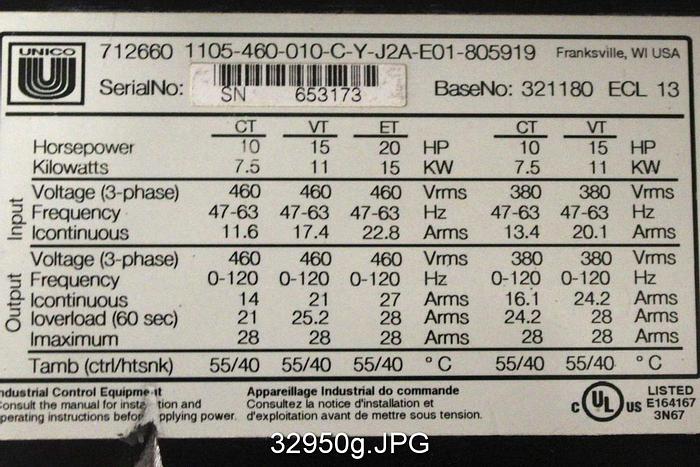 UNICO
712660 1105-460-010-C-Y-J2A-E01-805919 Franksville, WI USA
SerialNo: SN 653173 BaseNo: 321180 ECL 13
CT VT ET CT VT
Horsepower 10 15 20 HP 10 15 HP
Kilowatts 7.5 11 15 KW 7.5 11 KW
Input
Voltage (3-phase) 460 460 460 Vrms 380 380 Vrms
Frequency 47-63 47-63 47-63 Hz 47-63 47-63 Hz
Icontinuous 11.6 17.4 22.8 Arms 13.4 20.1 Arms
Output
Voltage (3-phase) 460 460 460 Vrms 380 380 Vrms
Frequency 0-120 0-120 0-120 Hz 0-120 0-120 Hz
Icontinuous 14 21 27 Arms 16.1 24.2 Arms
Ioverload (60 sec) 21 25.2 28 Arms 24.2 28 Arms
Imaximum 28 28 28 Arms 28 28 Arms
Tamb (ctrl/htsnk) 55/40 55/40 55/40 °C 55/40 55/40 °C
Industrial Control Equipment Appareillage Industrial do commande
Consult the manual for and Consultez la notice d'installation et
operating instructions before applying power. d'exploitation avant de mettre sous tension.
C UL US LISTED
E164167
3N67
32950g.JPG